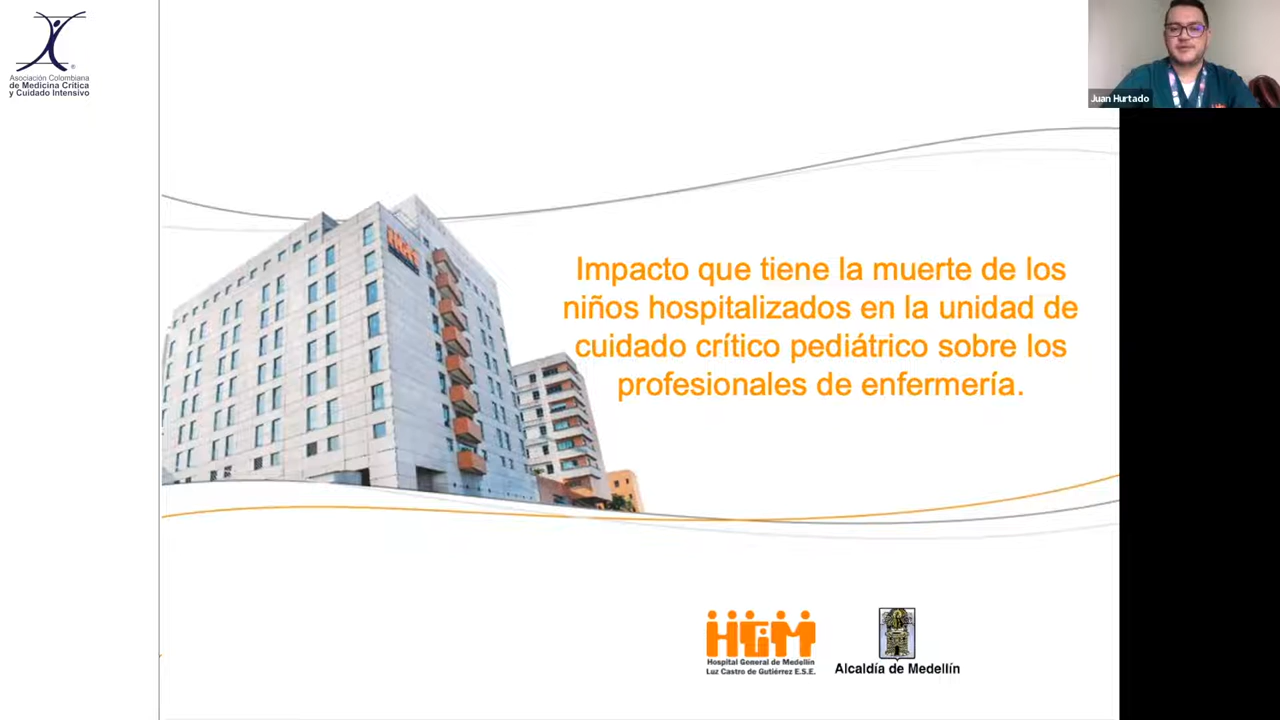 Asociación Colombiana
de Medicina Crítica
y Cuidado Intensivo
Juan Hurtado
HGM
Impacto que tiene la muerte de los
niños hospitalizados en la unidad de
cuidado crítico pediátrico sobre los
profesionales de enfermería.
HGM
Hospital General de Medellín
Luz Castro de Gutiérrez E.S.E.
Alcaldía de Medellín